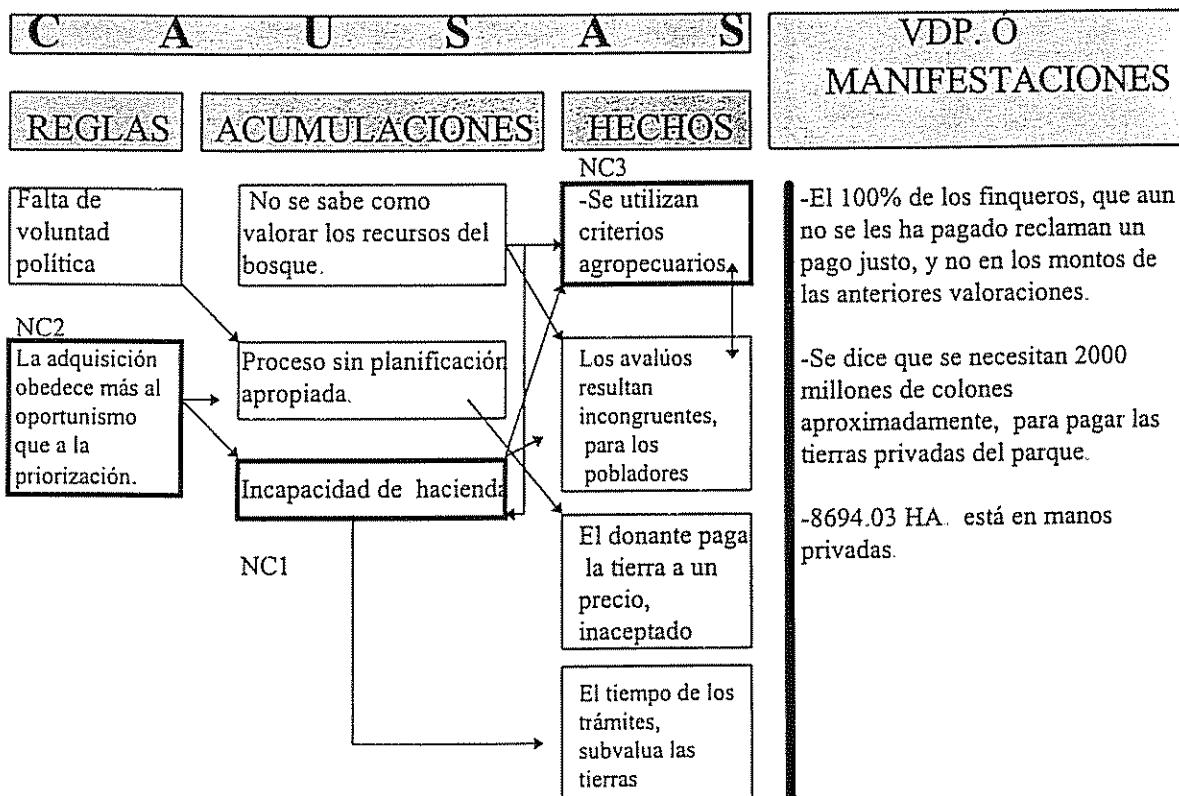 C A U S A S
VDP. Ó
MANIFESTACIONES
REGLAS
ACUMULACIONES
HECHOS
Falta de
voluntad
política
NC2
La adquisición
obedece más al
oportunismo
que a la
priorización.
No se sabe como
valorar los recursos del
bosque.
Proceso sin planificación
apropiada.
Incapacidad de hacienda
NC1
NC3
-Se utilizan
criterios
agropecuarios
Los avalúos
resultan
incongruentes,
para los
pobladores
El donante paga
la tierra a un
precio,
inaceptado
El tiempo de los
trámites,
subvalua las
tierras
-El 100% de los finqueros, que aun
no se les ha pagado reclaman un
pago justo, y no en los montos de
las anteriores valoraciones.
-Se dice que se necesitan 2000
millones de colones
aproximadamente, para pagar las
tierras privadas del parque.
-8694.03 HA. está en manos
privadas.